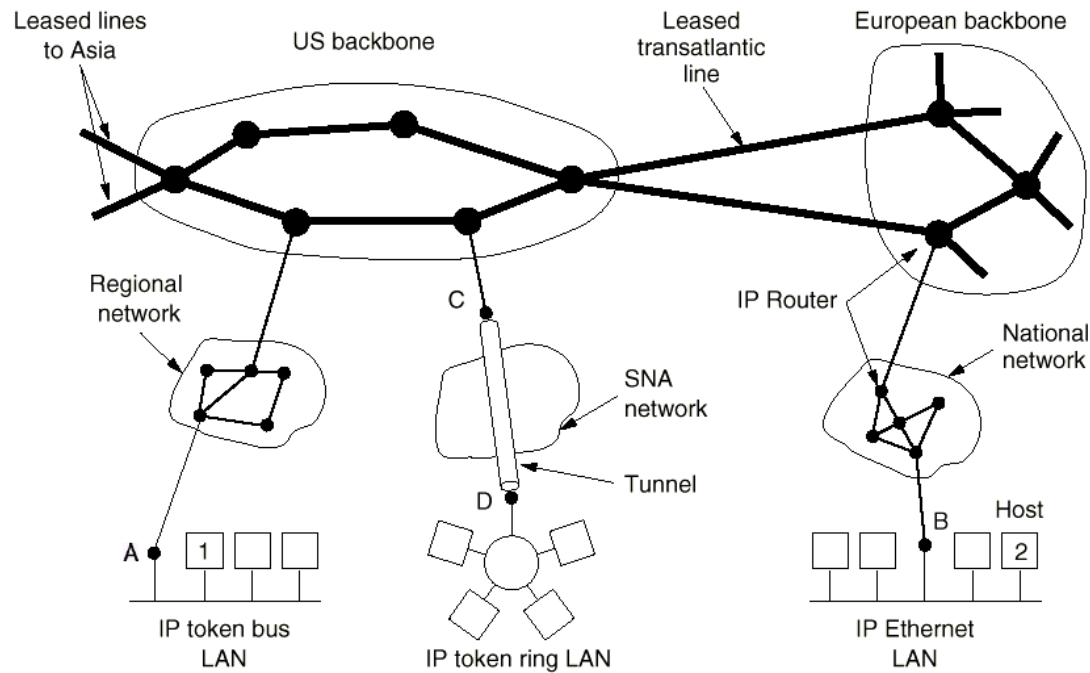 Leased lines
to Asia
US backbone
Leased
transatlantic
line
European backbone
Regional
network
C
IP Router
National
network
SNA
network
Tunnel
D
A
1
B
Host
2
IP token bus
LAN
IP token ring LAN
IP Ethernet
LAN